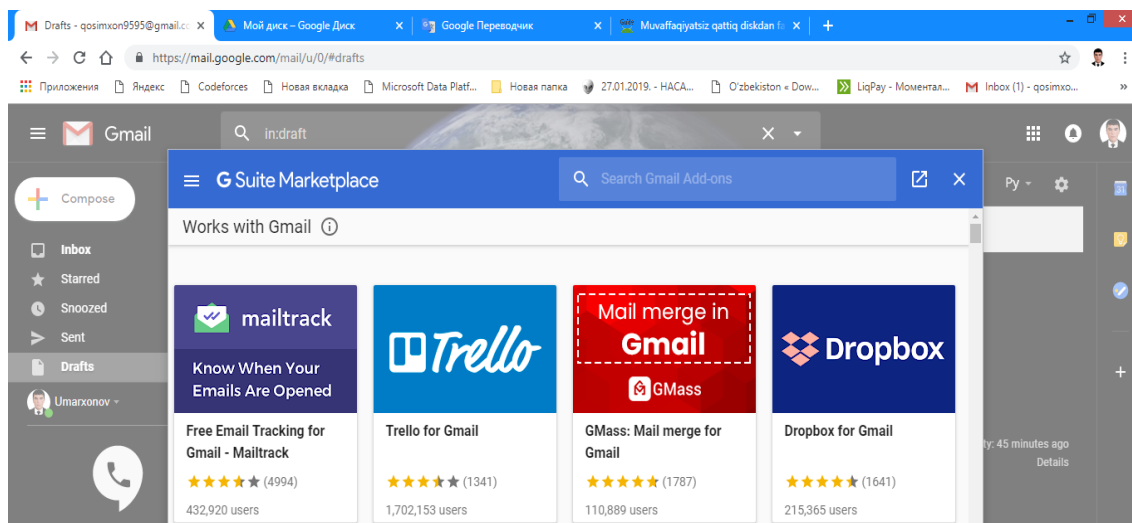 Drafts - qosimxon9595@gmail.cc
Мой диск – Google Диск
Google Переводчик
Muvaffaqiyatsiz qattiq diskdan fa
https://mail.google.com/mail/u/0/#drafts
Приложения Яндекс Codeforces Новая вкладка Microsoft Data Platf... Новая папка 27.01.2019. - НАСА... O'zbekiston « Dow... LiqPay - Моментал... Inbox (1) - qosimxo... »
Gmail
in:draft
G Suite Marketplace
Search Gmail Add-ons
Ру
31
Compose
Works with Gmail
Inbox
Starred
Snoozed
Sent
Drafts
Umarxonov
mailtrack
Know When Your
Emails Are Opened
Free Email Tracking for
Gmail - Mailtrack
(4994)
432,920 users
Trello
Trello for Gmail
(1341)
1,702,153 users
Mail merge in
Gmail
GMass
GMass: Mail merge for
Gmail
(1787)
110,889 users
Dropbox
Dropbox for Gmail
(1641)
215,365 users
ty: 45 minutes ago
Details